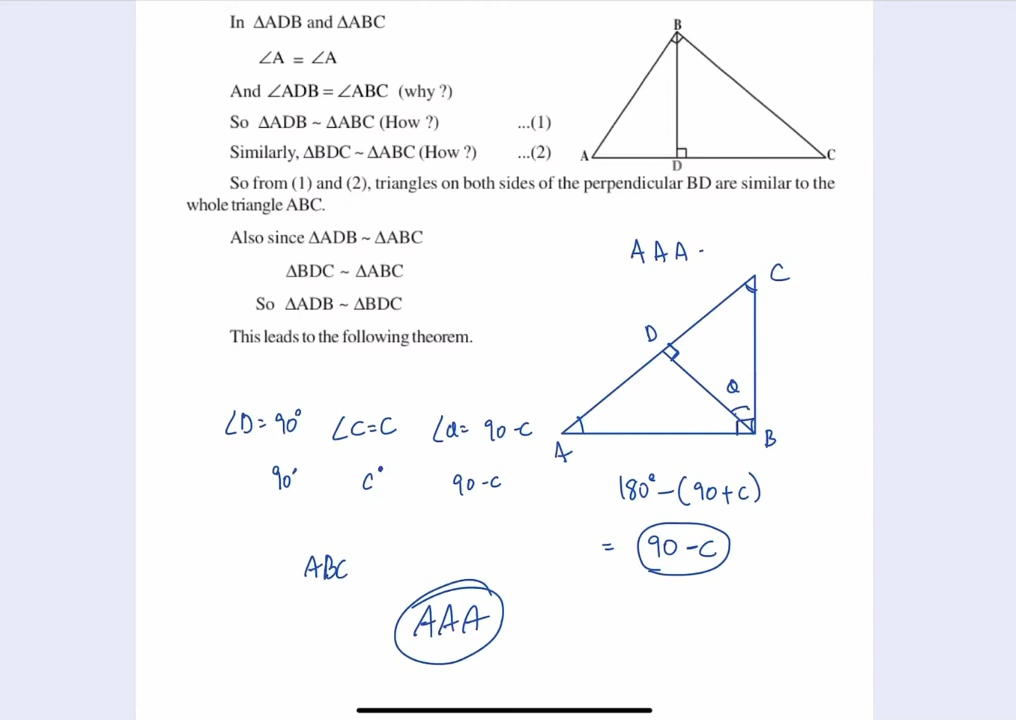 In ΔADB and ΔABC
∠A = ∠A
And ∠ADB = ∠ABC (why ?)
So ΔADB ~ ΔABC (How ?) ...(1)
Similarly, ΔBDC ~ ΔABC (How ?) ...(2)
B
A
D
C
So from (1) and (2), triangles on both sides of the perpendicular BD are similar to the
whole triangle ABC.
Also since ΔADB ~ ΔABC
ΔBDC ~ ΔABC
So ΔADB ~ ΔBDC
This leads to the following theorem.
AAA
C
D
Q
A
B
∠D = 90° ∠C = C ∠Q = 90 - C
90° C° 90 - C
180° - (90 + C)
= 90 - C
ABC
AAA